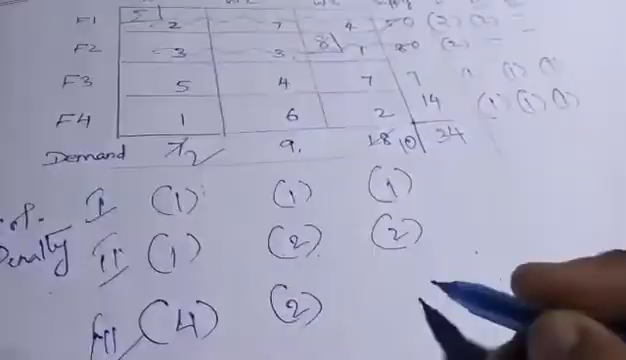 F1 5 2 7 4 50 (2) (2) –
F2 3 3 8 1 80 (2) – –
F3 5 4 7 7 (1) (1)
F4 1 6 2 14 (1) (1) (1)
Demand 7/2 9. 18 10 34
I (1) (1) (1)
Penalty II (1) (2) (2)
III (4) (2)